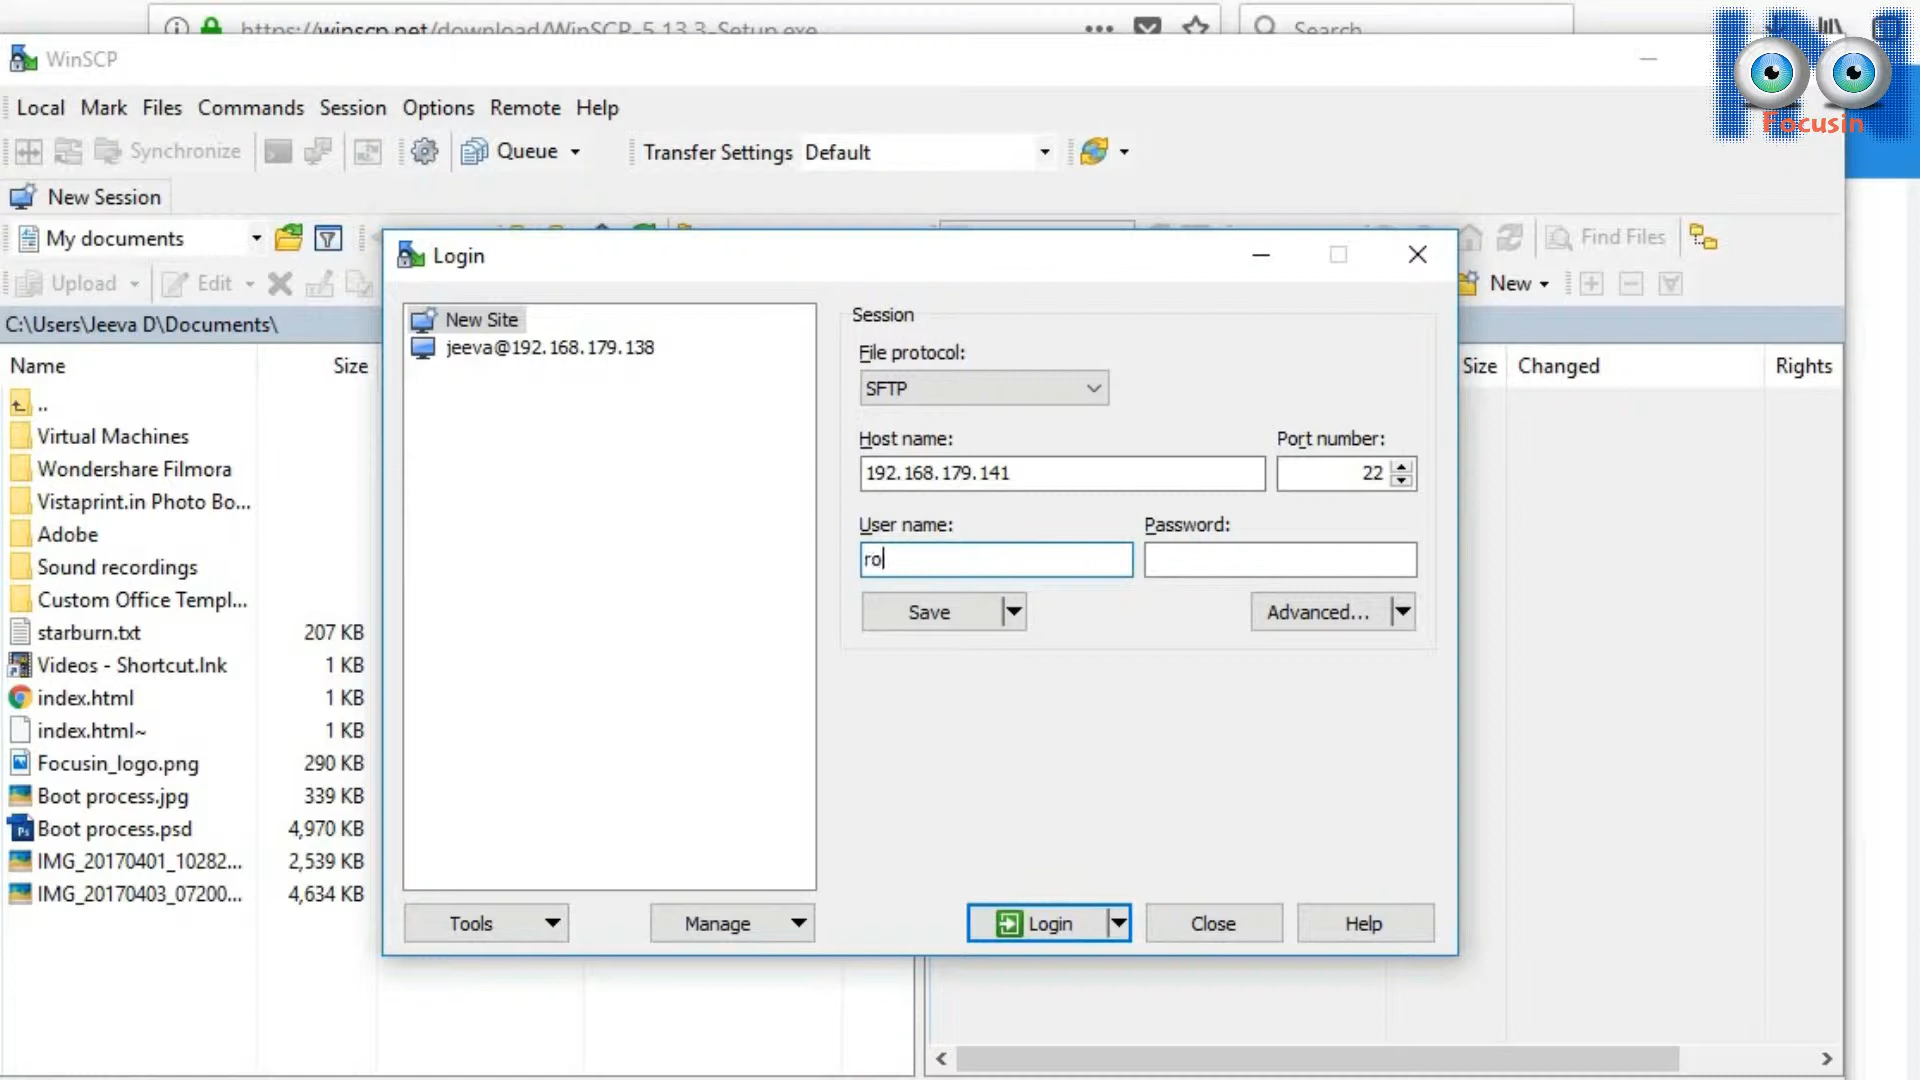 https://winscp.net/download/WinSCP-5.13.3-Setup.exe
Search
Focusin
WinSCP
Local Mark Files Commands Session Options Remote Help
Synchronize Queue Transfer Settings Default
New Session
My documents Find Files
Upload Edit New
C:\Users\Jeeva D\Documents\
Name Size Size Changed Rights
..
Virtual Machines
Wondershare Filmora
Vistaprint.in Photo Bo...
Adobe
Sound recordings
Custom Office Templ...
starburn.txt 207 KB
Videos - Shortcut.lnk 1 KB
index.html 1 KB
index.html~ 1 KB
Focusin_logo.png 290 KB
Boot process.jpg 339 KB
Boot process.psd 4,970 KB
IMG_20170401_10282... 2,539 KB
IMG_20170403_07200... 4,634 KB
Login
New Site
jeeva@192.168.179.138
Session
File protocol:
SFTP
Host name: Port number:
192.168.179.141 22
User name: Password:
ro
Save Advanced...
Tools Manage Login Close Help